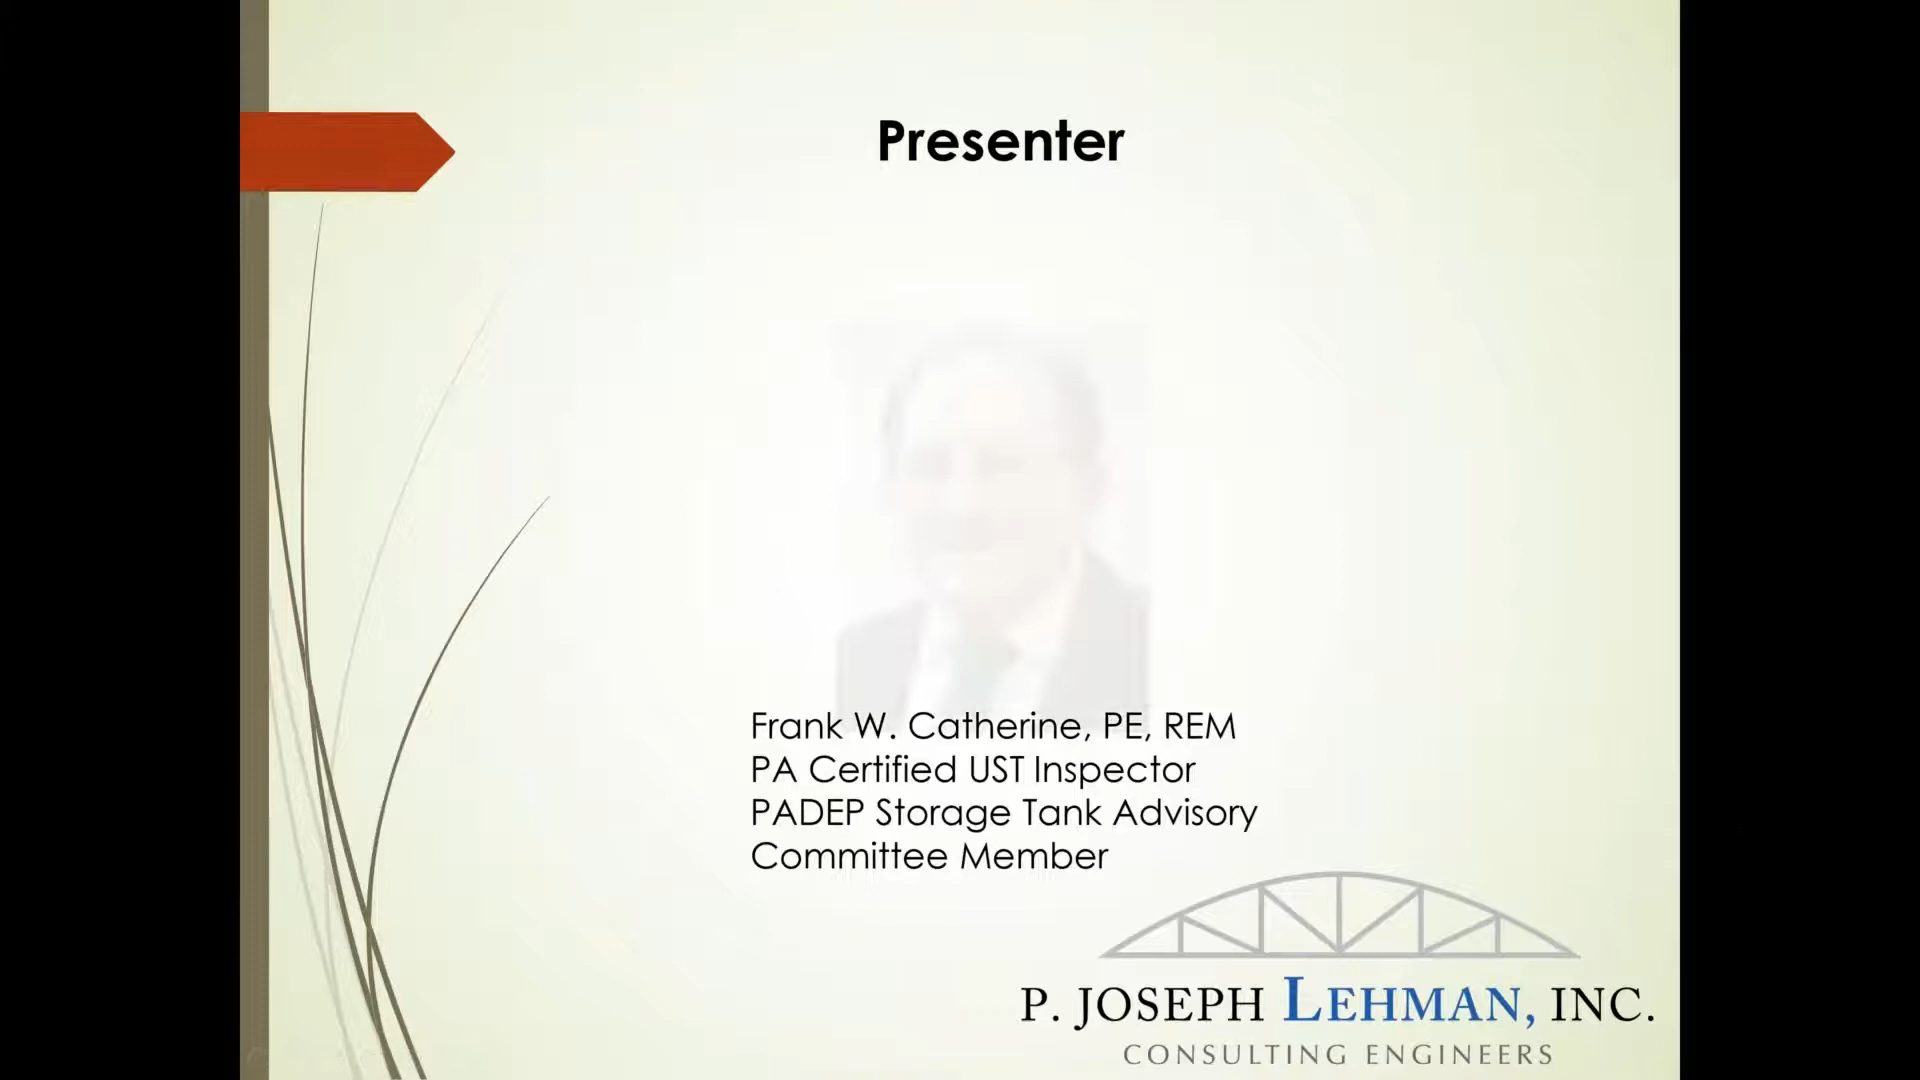 Presenter
Frank W. Catherine, PE, REM
PA Certified UST Inspector
PADEP Storage Tank Advisory
Committee Member
P. JOSEPH LEHMAN, INC.
CONSULTING ENGINEERS